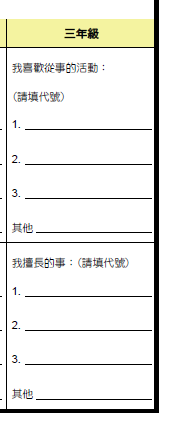 三年級
我喜歡從事的活動：
(請填代號)
1.
2.
3.
其他
我擅長的事：(請填代號)
1.
2.
3.
其他